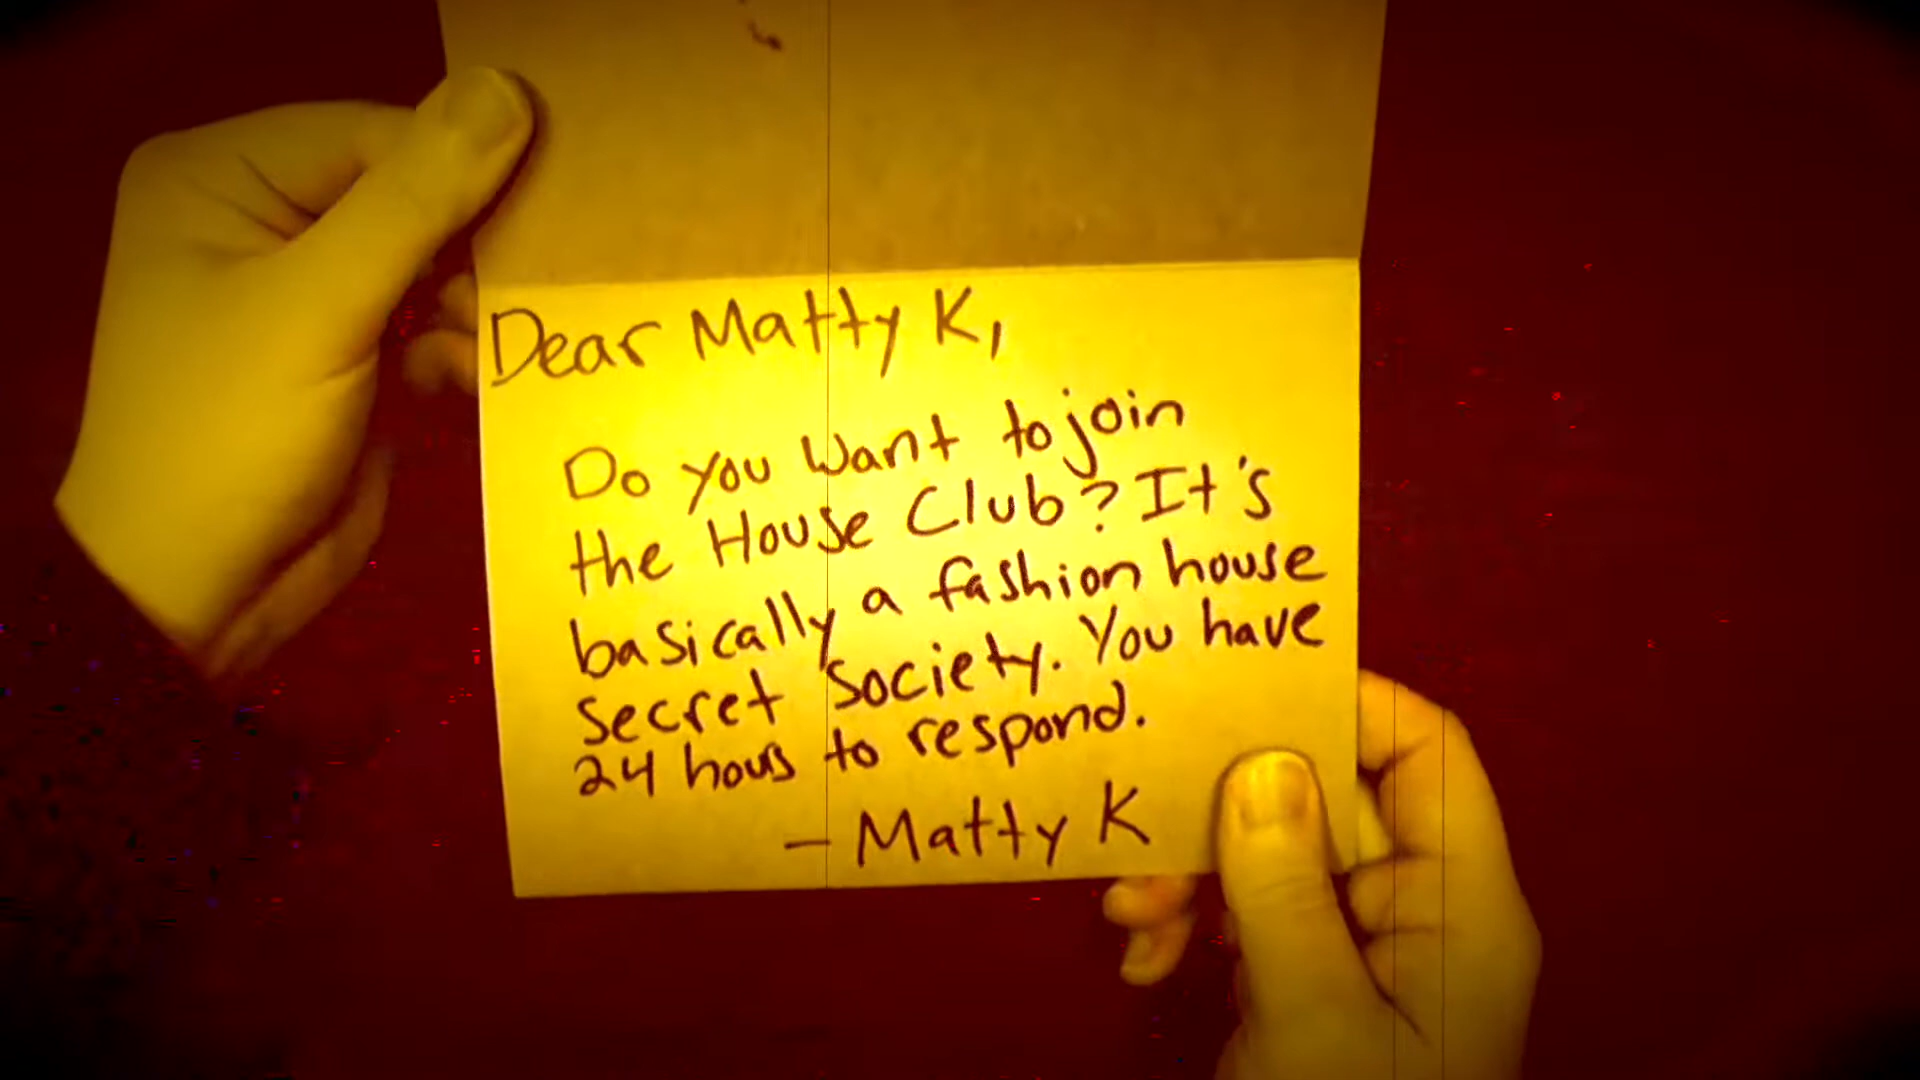 Dear Matty K,
Do you want to join
the House Club? It's
basically a fashion house
secret society. You have
24 hours to respond.
- Matty K